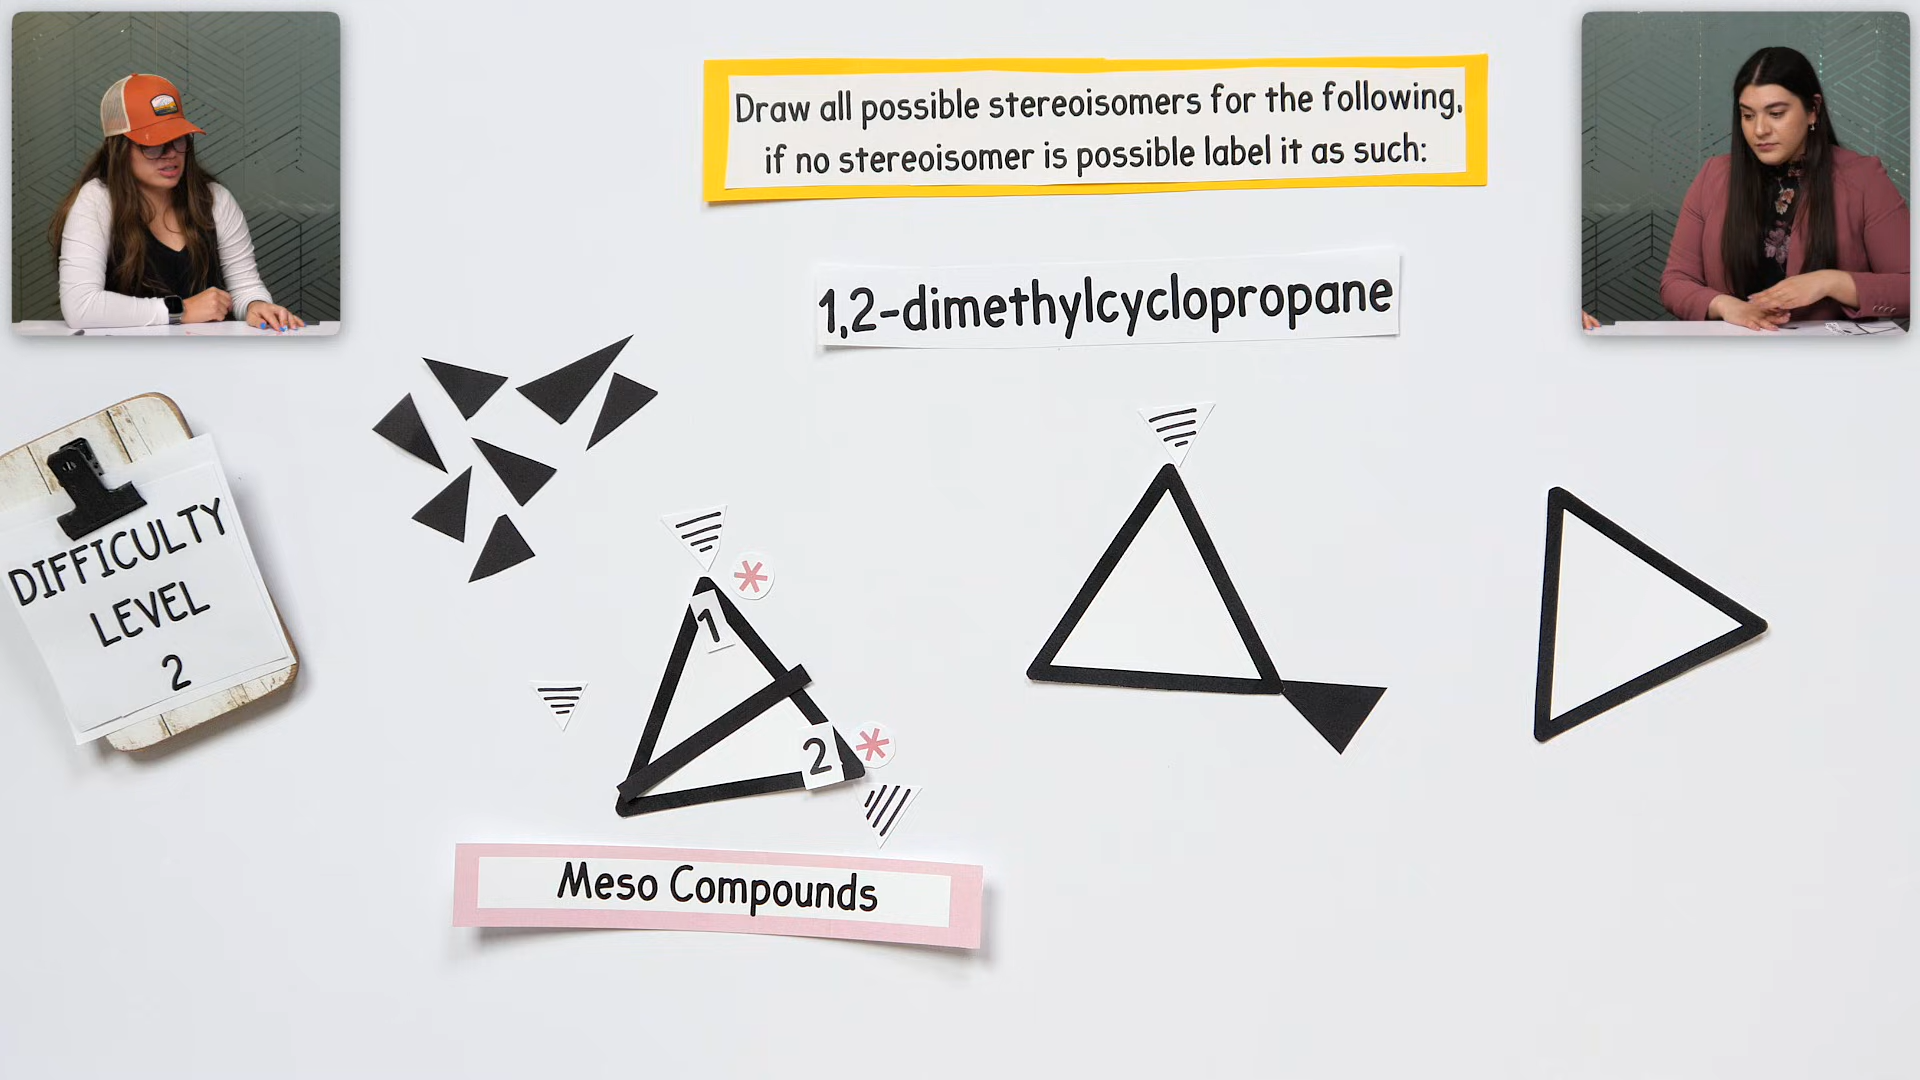 Draw all possible stereoisomers for the following,
if no stereoisomer is possible label it as such:
1,2-dimethylcyclopropane
DIFFICULTY
LEVEL
2
1
*
2
*
Meso Compounds